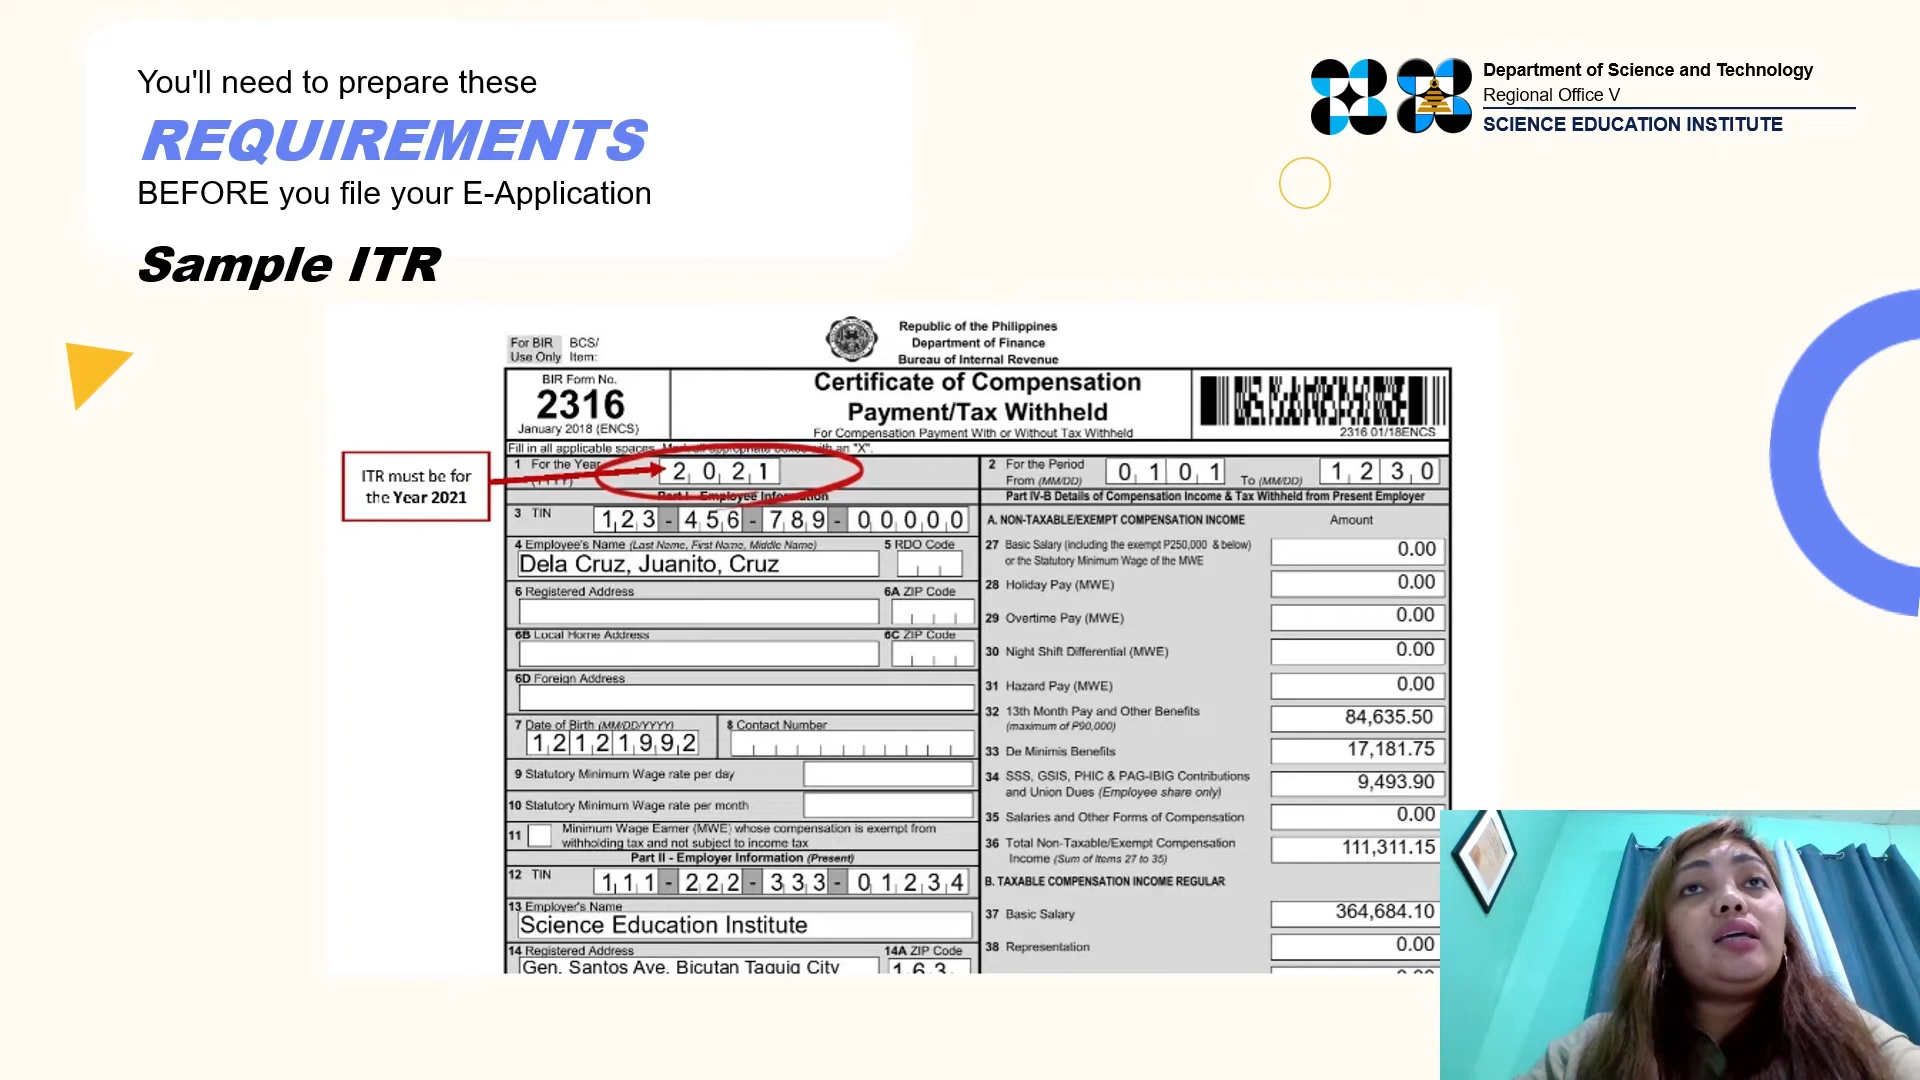 You'll need to prepare these
REQUIREMENTS
BEFORE you file your E-Application
Sample ITR
Department of Science and Technology
Regional Office V
SCIENCE EDUCATION INSTITUTE
ITR must be for
the Year 2021
For BIR BCS/
Use Only Item:
Republic of the Philippines
Department of Finance
Bureau of Internal Revenue
BIR Form No.
2316
January 2018 (ENCS)
Certificate of Compensation
Payment/Tax Withheld
For Compensation Payment With or Without Tax Withheld
2316 01/18ENCS
Fill in all applicable spaces. Mark all appropriate boxes with an "X".
1 For the Year
(YYYY)
2 0 2 1
2 For the Period
From (MM/DD) 0 1 0 1 To (MM/DD) 1 2 3 0
Part I - Employee Information
3 TIN 1 2 3 - 4 5 6 - 7 8 9 - 0 0 0 0 0
4 Employee's Name (Last Name, First Name, Middle Name) 5 RDO Code
Dela Cruz, Juanito, Cruz
6 Registered Address 6A ZIP Code
6B Local Home Address 6C ZIP Code
6D Foreign Address
7 Date of Birth (MM/DD/YYYY) 8 Contact Number
1 2 1 2 1 9 9 2
9 Statutory Minimum Wage rate per day
10 Statutory Minimum Wage rate per month
11 Minimum Wage Earner (MWE) whose compensation is exempt from
withholding tax and not subject to income tax
Part II - Employer Information (Present)
12 TIN 1 1 1 - 2 2 2 - 3 3 3 - 0 1 2 3 4
13 Employer's Name
Science Education Institute
14 Registered Address 14A ZIP Code
Gen. Santos Ave. Bicutan Taguig City 1 6 3
Part IV-B Details of Compensation Income & Tax Withheld from Present Employer
A. NON-TAXABLE/EXEMPT COMPENSATION INCOME Amount
27 Basic Salary (including the exempt P250,000 & below)
or the Statutory Minimum Wage of the MWE 0.00
28 Holiday Pay (MWE) 0.00
29 Overtime Pay (MWE) 0.00
30 Night Shift Differential (MWE) 0.00
31 Hazard Pay (MWE) 0.00
32 13th Month Pay and Other Benefits
(maximum of P90,000) 84,635.50
33 De Minimis Benefits 17,181.75
34 SSS, GSIS, PHIC & PAG-IBIG Contributions
and Union Dues (Employee share only) 9,493.90
35 Salaries and Other Forms of Compensation 0.00
36 Total Non-Taxable/Exempt Compensation
Income (Sum of Items 27 to 35) 111,311.15
B. TAXABLE COMPENSATION INCOME REGULAR
37 Basic Salary 364,684.10
38 Representation 0.00